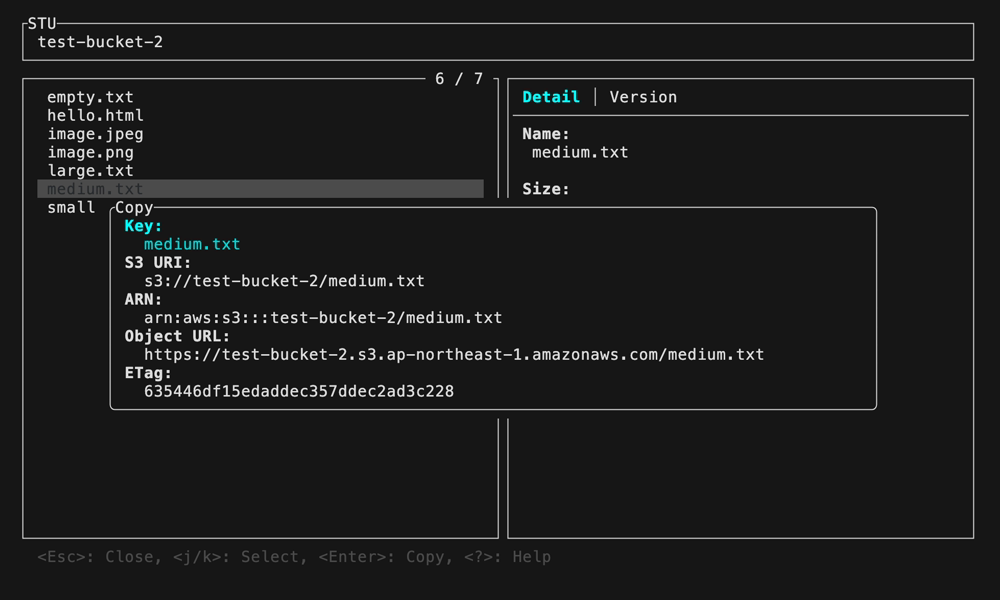 STU
test-bucket-2
6 / 7
empty.txt
hello.html
image.jpeg
image.png
large.txt
medium.txt
small
Detail │ Version
Name:
medium.txt
Size:
Copy
Key:
medium.txt
S3 URI:
s3://test-bucket-2/medium.txt
ARN:
arn:aws:s3:::test-bucket-2/medium.txt
Object URL:
https://test-bucket-2.s3.ap-northeast-1.amazonaws.com/medium.txt
ETag:
635446df15edaddec357ddec2ad3c228
<Esc>: Close, <j/k>: Select, <Enter>: Copy, <?>: Help